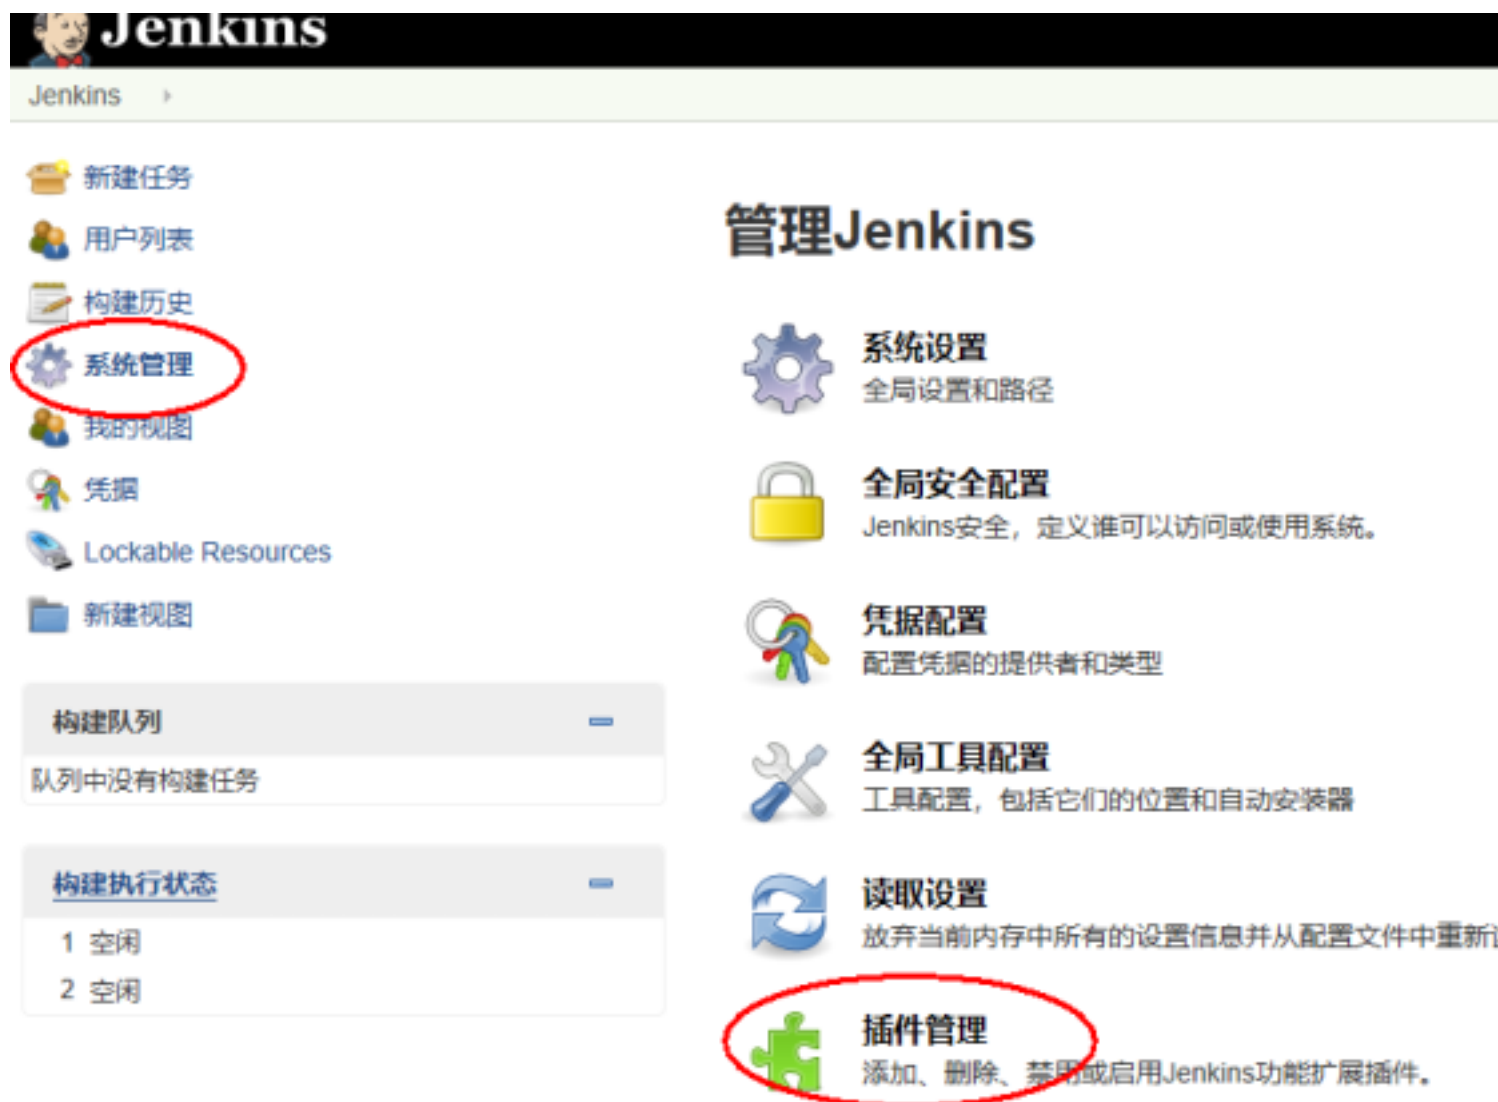 Jenkins
Jenkins
新建任务
用户列表
构建历史
系统管理
我的视图
凭据
Lockable Resources
新建视图
构建队列
队列中没有构建任务
构建执行状态
1 空闲
2 空闲
管理Jenkins
系统设置
全局设置和路径
全局安全配置
Jenkins安全，定义谁可以访问或使用系统。
凭据配置
配置凭据的提供者和类型
全局工具配置
工具配置，包括它们的位置和自动安装器
读取设置
放弃当前内存中所有的设置信息并从配置文件中重新
插件管理
添加、删除、禁用或启用Jenkins功能扩展插件。